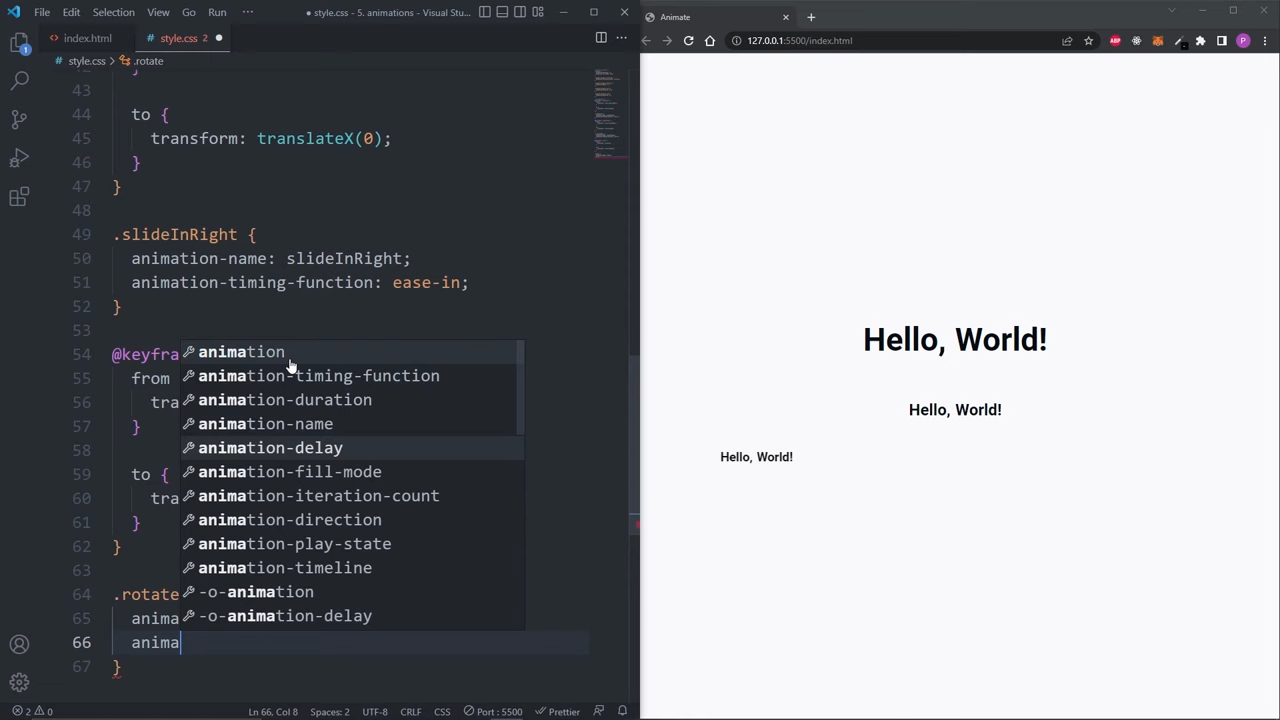 File Edit View Go Run
● style.css - 5. animations - Visual Stu...
index.html
# style.css 2 ●
style.css > .rotate
42 }
43
44 to {
45 transform: translateX(0);
46 }
47 }
48
49 .slideInRight {
50 animation-name: slideInRight;
51 animation-timing-function: ease-in;
52 }
53
54 @keyfra
55 from
56 tra
57 }
58
59 to {
60 tra
61 }
62 }
63
64 .rotate
65 anima
66 anima
67 }
animation
animation-timing-function
animation-duration
animation-name
animation-delay
animation-fill-mode
animation-iteration-count
animation-direction
animation-play-state
animation-timeline
-o-animation
-o-animation-delay
1
2 0
Ln 66, Col 8 Spaces: 2 UTF-8 CRLF CSS Port : 5500 Prettier
Animate
127.0.0.1:5500/index.html
ABP
P
Hello, World!
Hello, World!
Hello, World!